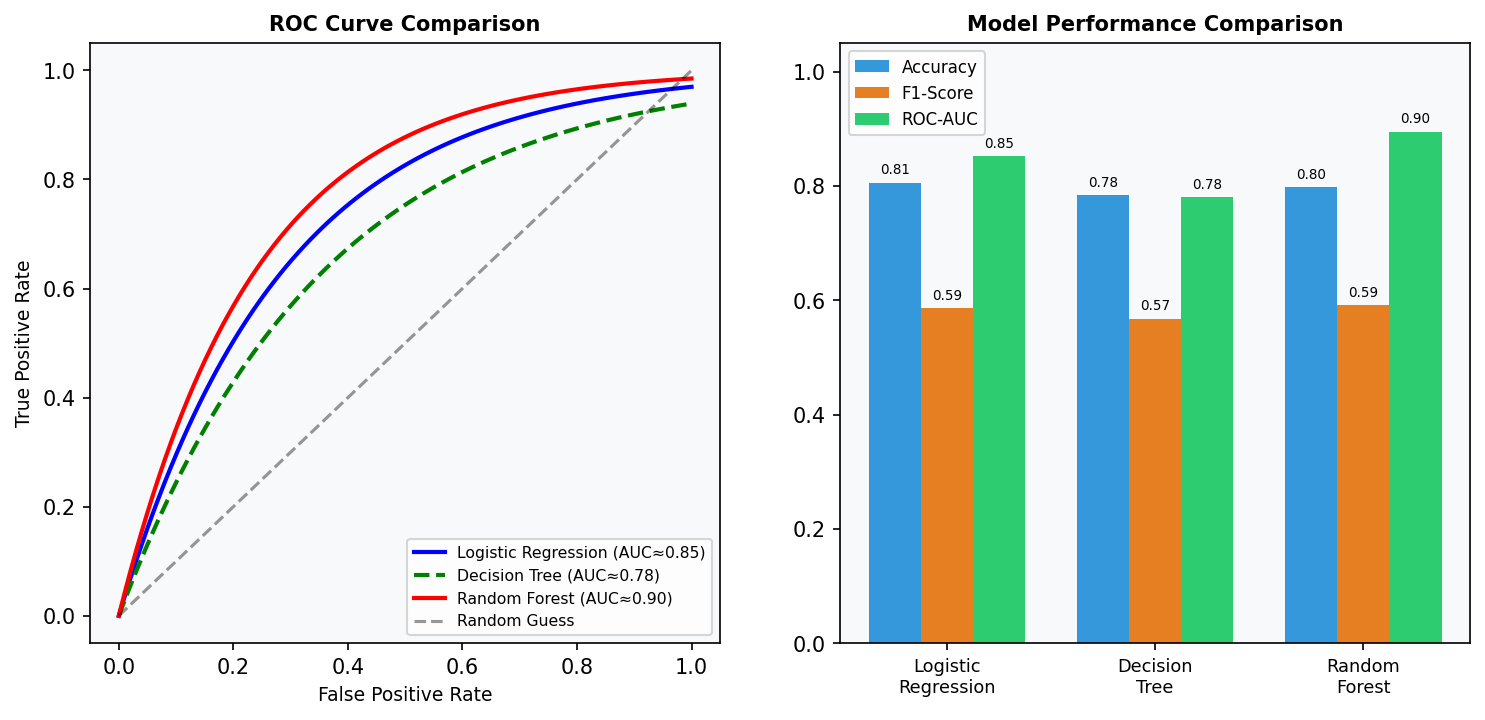 ROC Curve Comparison
True Positive Rate
1.0
0.8
0.6
0.4
0.2
0.0
Logistic Regression (AUC≈0.85)
Decision Tree (AUC≈0.78)
Random Forest (AUC≈0.90)
Random Guess
0.0 0.2 0.4 0.6 0.8 1.0
False Positive Rate
Model Performance Comparison
1.0
0.8
0.6
0.4
0.2
0.0
Accuracy
F1-Score
ROC-AUC
0.81
0.59
0.85
0.78
0.57
0.78
0.80
0.59
0.90
Logistic
Regression
Decision
Tree
Random
Forest